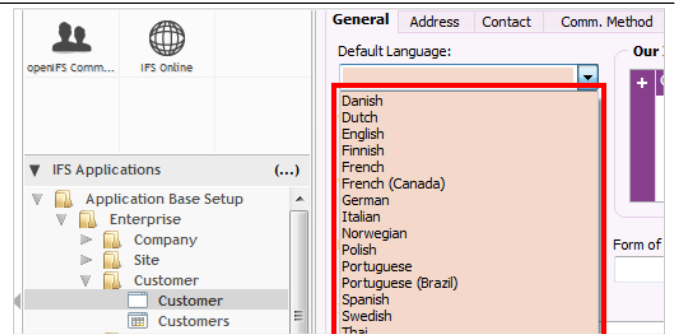 openIFS Comm...
IFS Online
IFS Applications (...)
Application Base Setup
Enterprise
Company
Site
Customer
Customer
Customers
General Address Contact Comm. Method
Default Language:
Our
Danish
Dutch
English
Finnish
French
French (Canada)
German
Italian
Norwegian
Polish
Portuguese
Portuguese (Brazil)
Spanish
Swedish
Thai
Form of